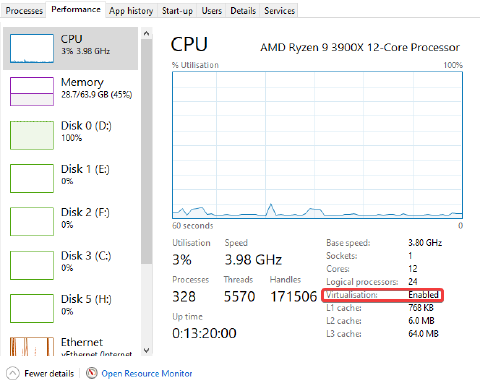 Processes Performance App history Start-up Users Details Services
CPU
3% 3.98 GHz
Memory
28.7/63.9 GB (45%)
Disk 0 (D:)
100%
Disk 1 (E:)
0%
Disk 2 (F:)
0%
Disk 3 (C:)
0%
Disk 5 (H:)
0%
Ethernet
vEthernet (Internet
CPU AMD Ryzen 9 3900X 12-Core Processor
% Utilisation 100%
60 seconds 0
Utilisation Speed
3% 3.98 GHz
Processes Threads Handles
328 5570 171506
Up time
0:13:20:00
Base speed: 3.80 GHz
Sockets: 1
Cores: 12
Logical processors: 24
Virtualisation: Enabled
L1 cache: 768 KB
L2 cache: 6.0 MB
L3 cache: 64.0 MB
Fewer details Open Resource Monitor